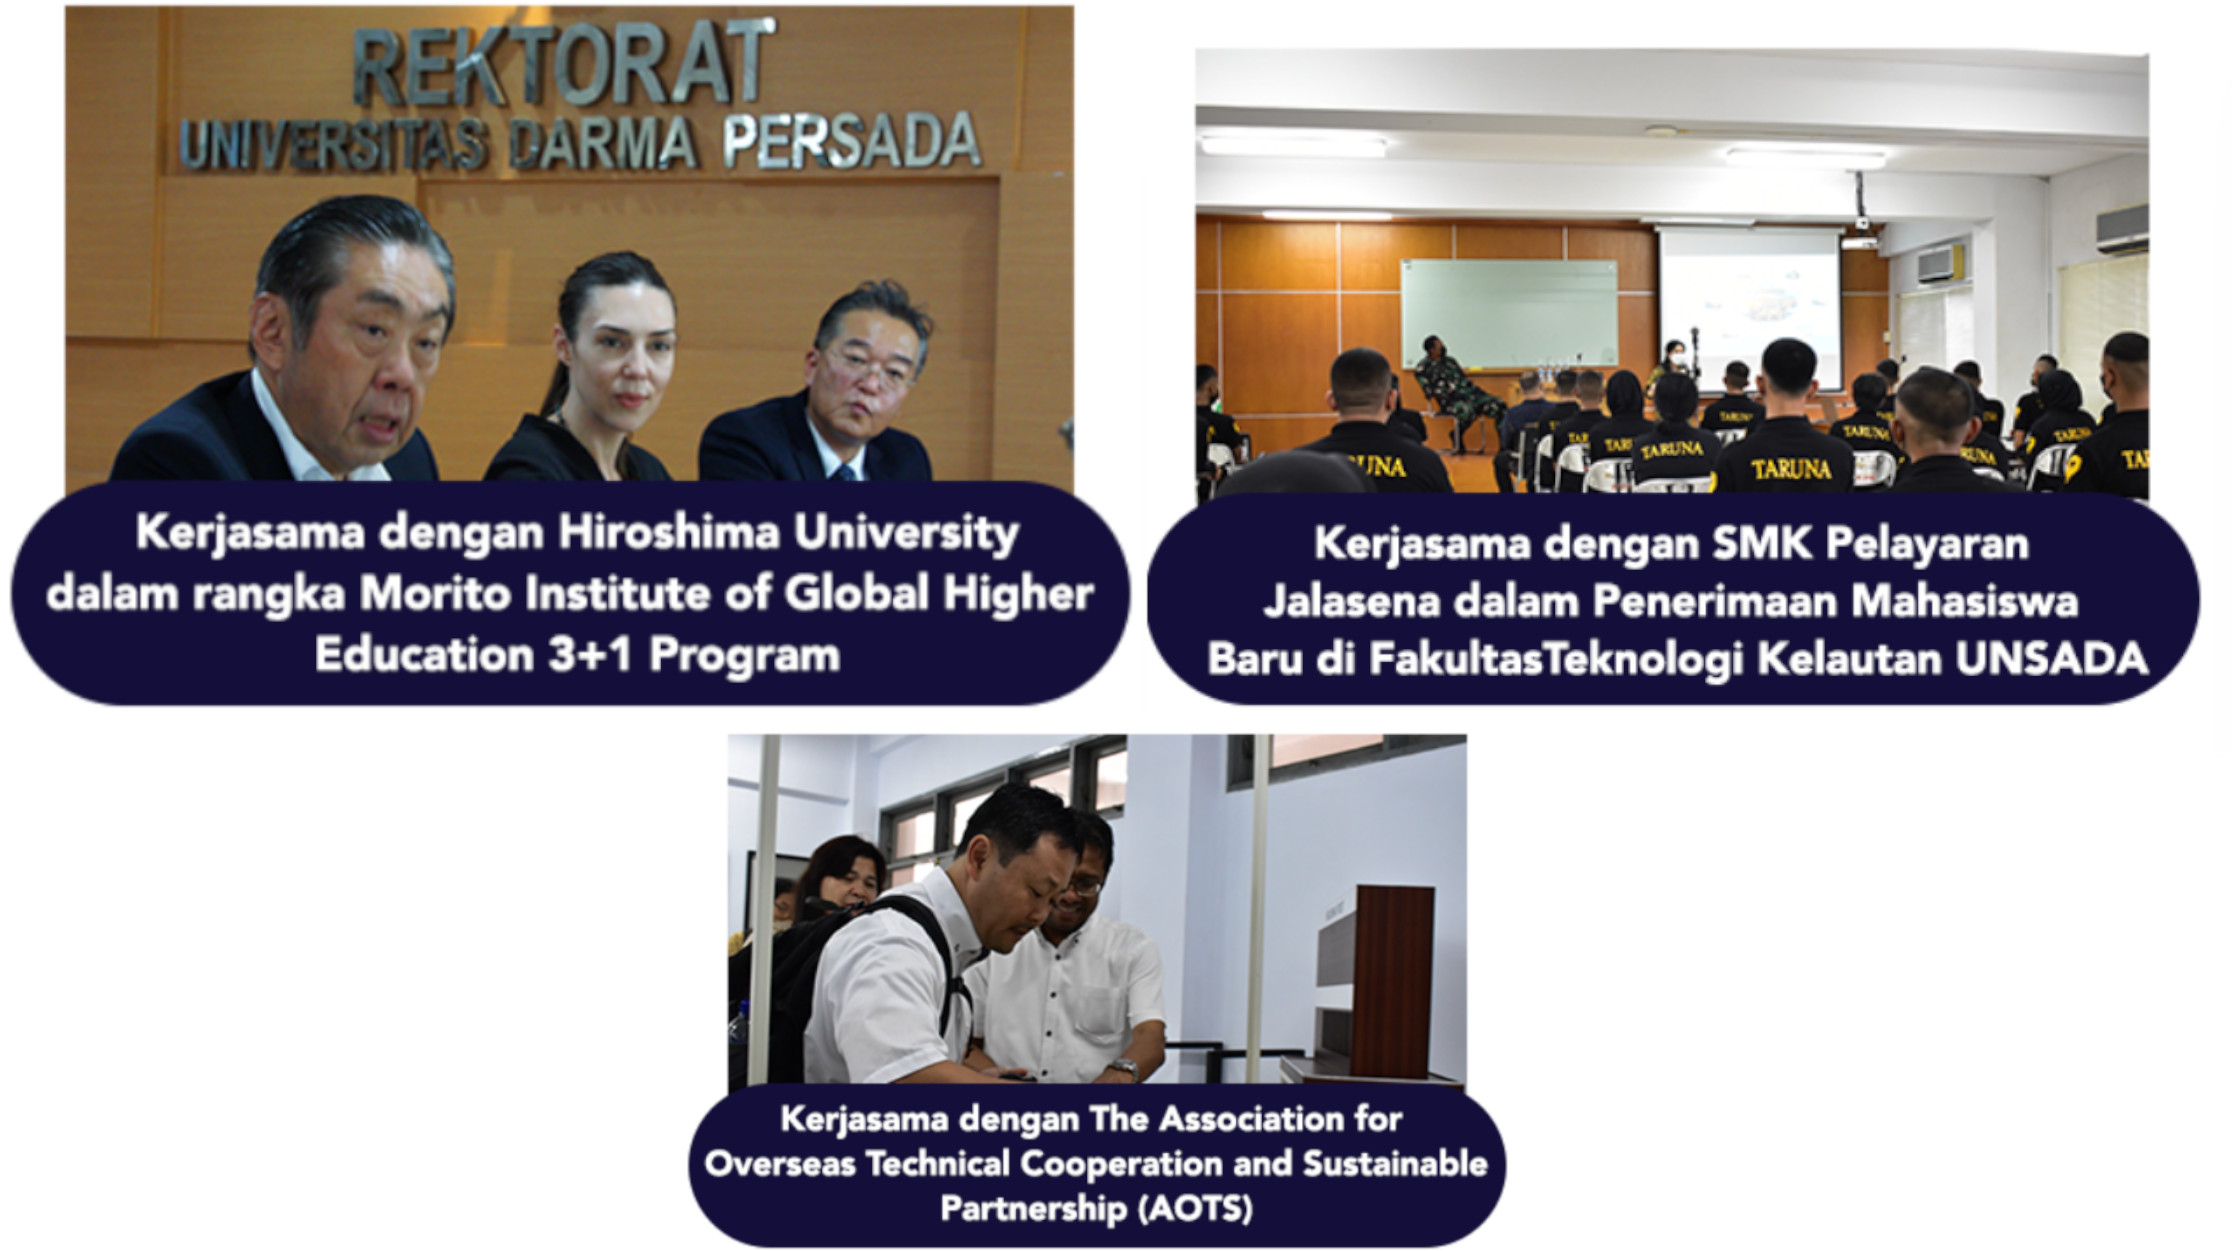 REKTORAT
UNIVERSITAS DARMA PERSADA
Kerjasama dengan Hiroshima University
dalam rangka Morito Institute of Global Higher
Education 3+1 Program
TARUNA
TARUNA
TARUNA
TARUNA
Kerjasama dengan SMK Pelayaran
Jalasena dalam Penerimaan Mahasiswa
Baru di FakultasTeknologi Kelautan UNSADA
Kerjasama dengan The Association for
Overseas Technical Cooperation and Sustainable
Partnership (AOTS)